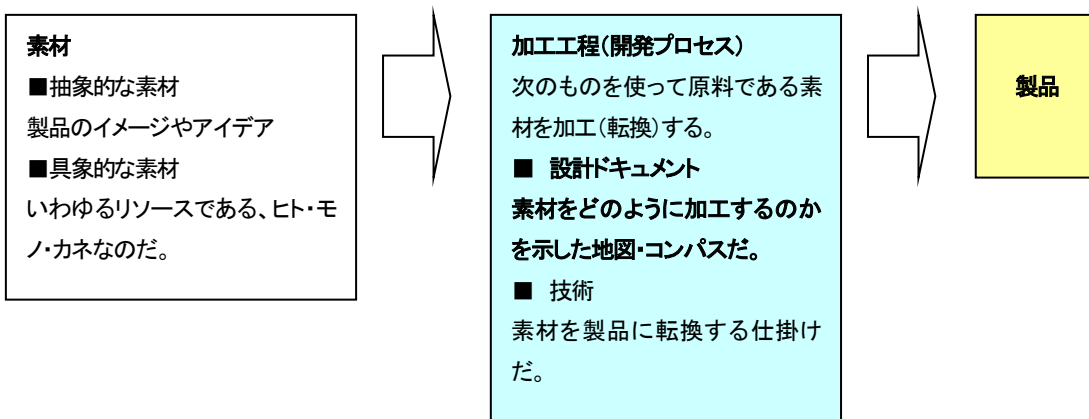 素材
■抽象的な素材
製品のイメージやアイデア
■具象的な素材
いわゆるリソースである、ヒト・モ
ノ・カネなのだ。
加工工程(開発プロセス)
次のものを使って原料である素
材を加工(転換)する。
■ 設計ドキュメント
素材をどのように加工するのか
を示した地図・コンパスだ。
■ 技術
素材を製品に転換する仕掛け
だ。
製品